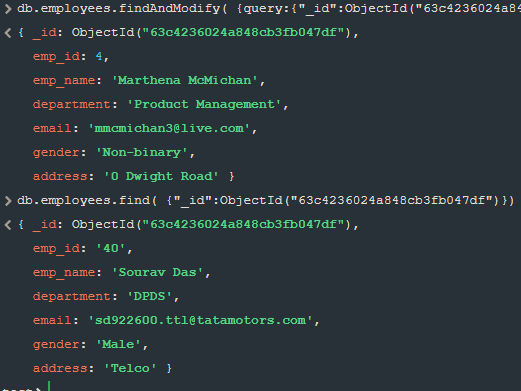 > db.employees.findAndModify( {query:{"_id":ObjectId("63c4236024a8
< { _id: ObjectId("63c4236024a848cb3fb047df"),
emp_id: 4,
emp_name: 'Marthena McMichan',
department: 'Product Management',
email: 'mmcmichan3@live.com',
gender: 'Non-binary',
address: '0 Dwight Road' }
> db.employees.find( {"_id":ObjectId("63c4236024a848cb3fb047df")})
< { _id: ObjectId("63c4236024a848cb3fb047df"),
emp_id: '40',
emp_name: 'Sourav Das',
department: 'DPDS',
email: 'sd922600.ttl@tatamotors.com',
gender: 'Male',
address: 'Telco' }